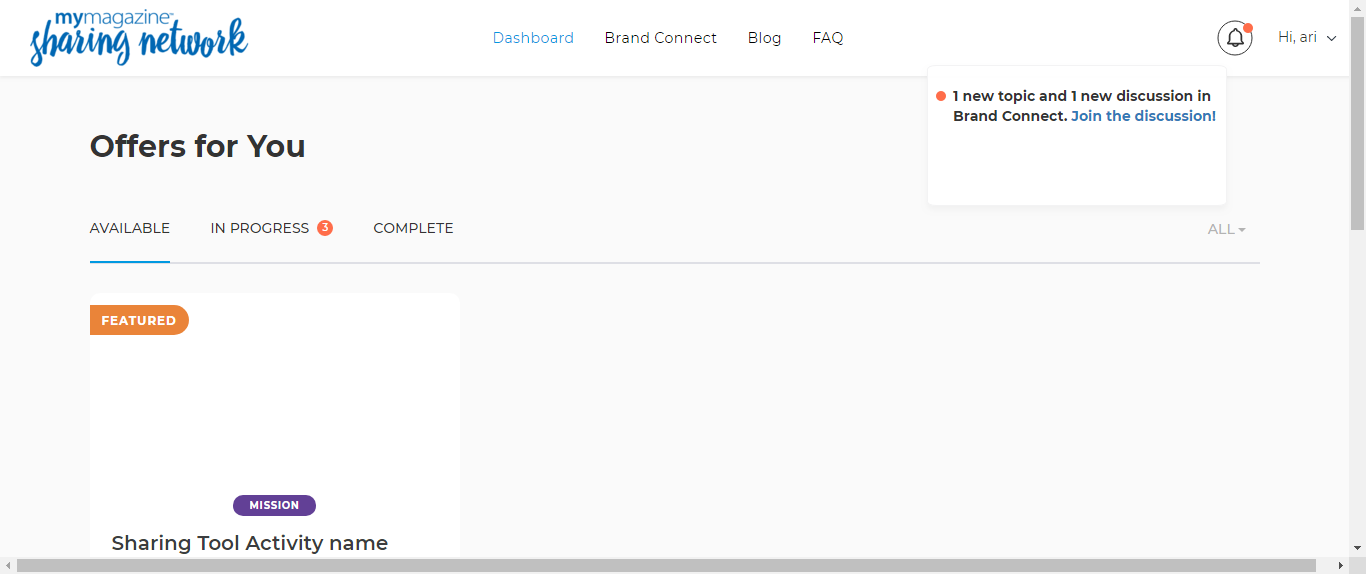 mymagazine™
sharing network
Dashboard
Brand Connect
Blog
FAQ
Hi, ari
1 new topic and 1 new discussion in
Brand Connect. Join the discussion!
Offers for You
AVAILABLE
IN PROGRESS 3
COMPLETE
ALL
FEATURED
MISSION
Sharing Tool Activity name